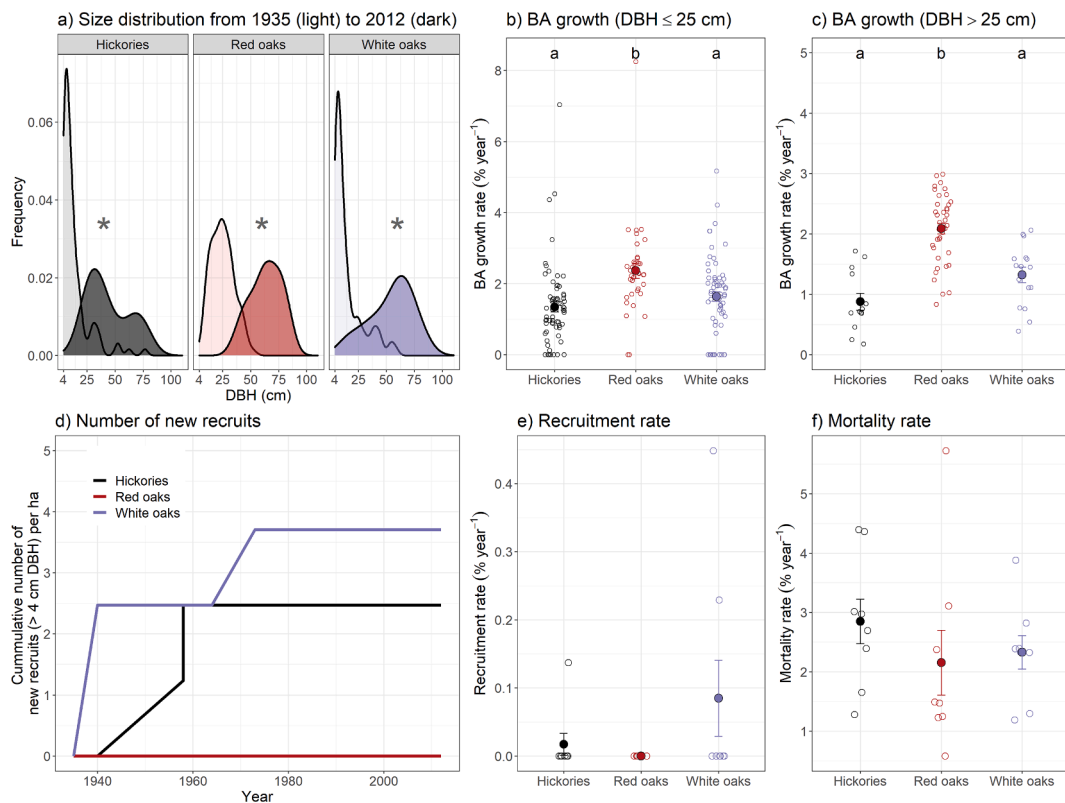 a) Size distribution from 1935 (light) to 2012 (dark)
Hickories
Red oaks
White oaks
*
*
*
0.06
0.04
0.02
0.00
Frequency
4 25 50 75 100
4 25 50 75 100
4 25 50 75 100
DBH (cm)
b) BA growth (DBH ≤ 25 cm)
a b a
8
6
4
2
0
BA growth rate (% year⁻¹)
Hickories Red oaks White oaks
c) BA growth (DBH > 25 cm)
a b a
5
4
3
2
1
0
BA growth rate (% year⁻¹)
Hickories Red oaks White oaks
d) Number of new recruits
Hickories
Red oaks
White oaks
5
4
3
2
1
0
Cummulative number of
new recruits (> 4 cm DBH) per ha
1940 1960 1980 2000
Year
e) Recruitment rate
0.4
0.3
0.2
0.1
0.0
Recruitment rate (% year⁻¹)
Hickories Red oaks White oaks
f) Mortality rate
6
5
4
3
2
1
Mortality rate (% year⁻¹)
Hickories Red oaks White oaks